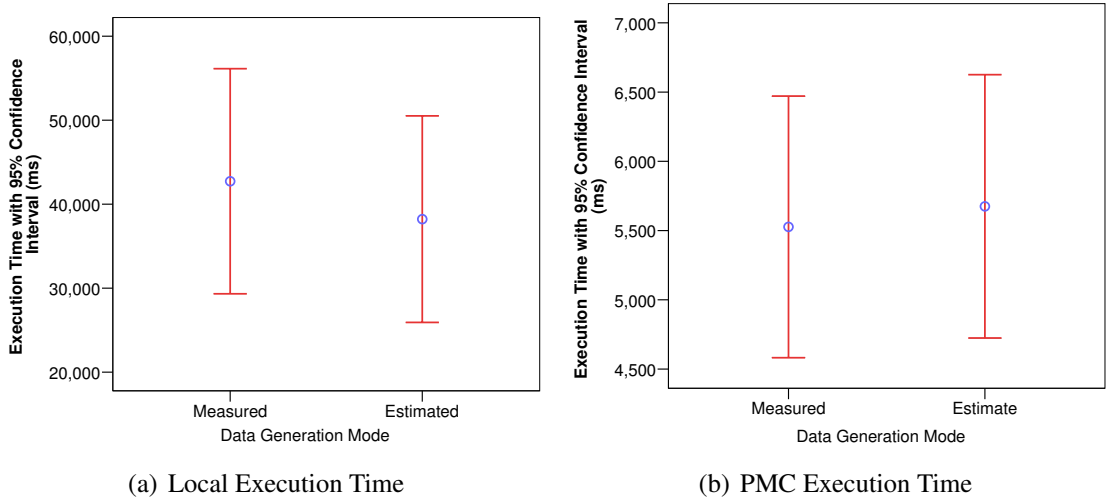 Execution Time with 95% Confidence
Interval (ms)
60,000
50,000
40,000
30,000
20,000
Measured
Estimated
Data Generation Mode
(a) Local Execution Time
Execution Time with 95% Confidence Interval
(ms)
7,000
6,500
6,000
5,500
5,000
4,500
Measured
Estimate
Data Generation Mode
(b) PMC Execution Time